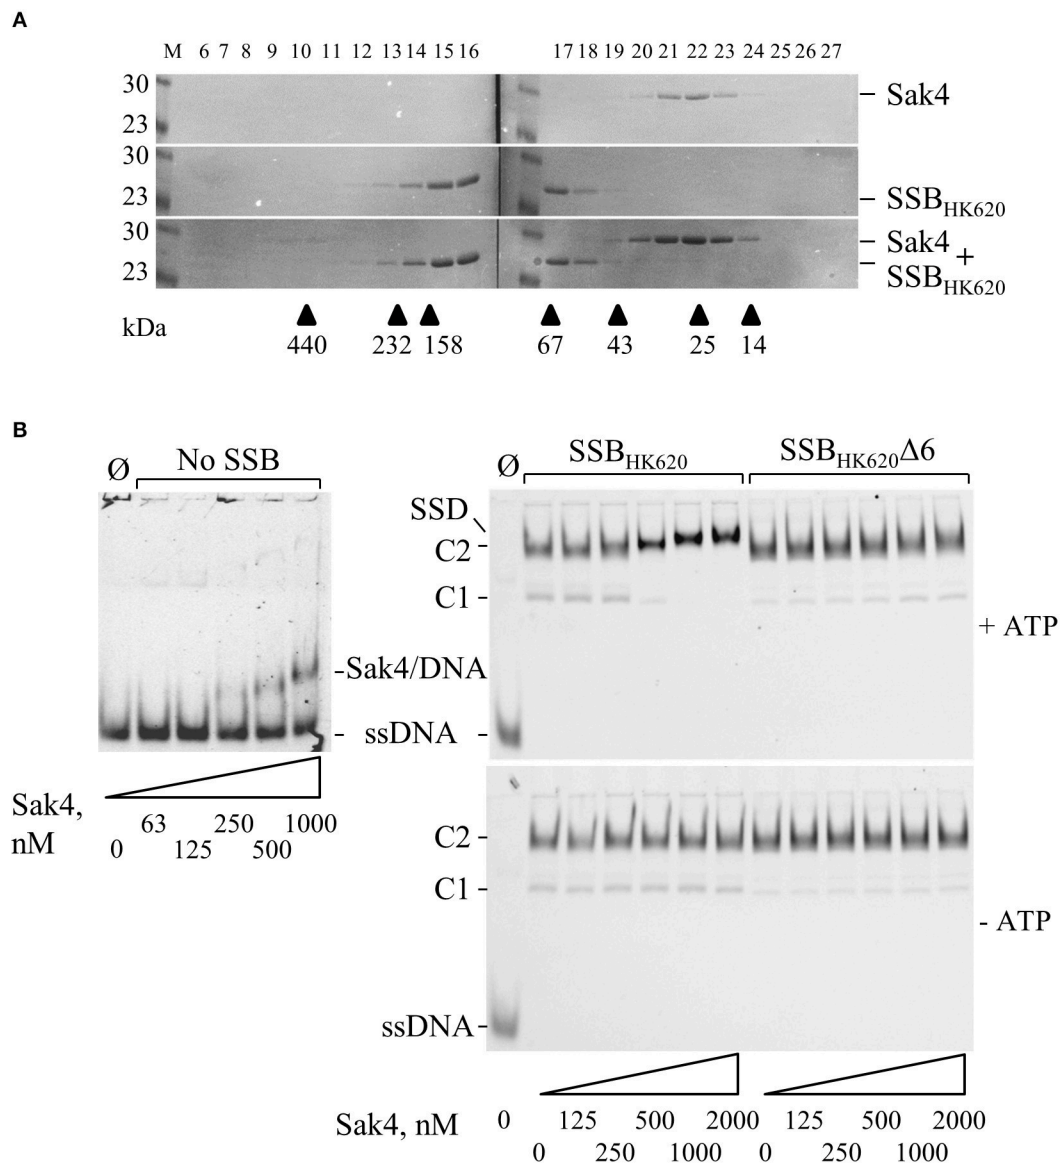 A
M 6 7 8 9 10 11 12 13 14 15 16 17 18 19 20 21 22 23 24 25 26 27
30
23
Sak4
30
23
SSBHK620
30
23
Sak4 +
SSBHK620
kDa
440 232 158 67 43 25 14
B
Ø No SSB
Ø SSBHK620 SSBHK620Δ6
SSD
C2
C1
+ ATP
Sak4/DNA
ssDNA
C2
C1
- ATP
ssDNA
Sak4,
nM
63 250 1000
0 125 500
Sak4, nM
0 125 500 2000 125 500 2000
0 250 1000 0 250 1000